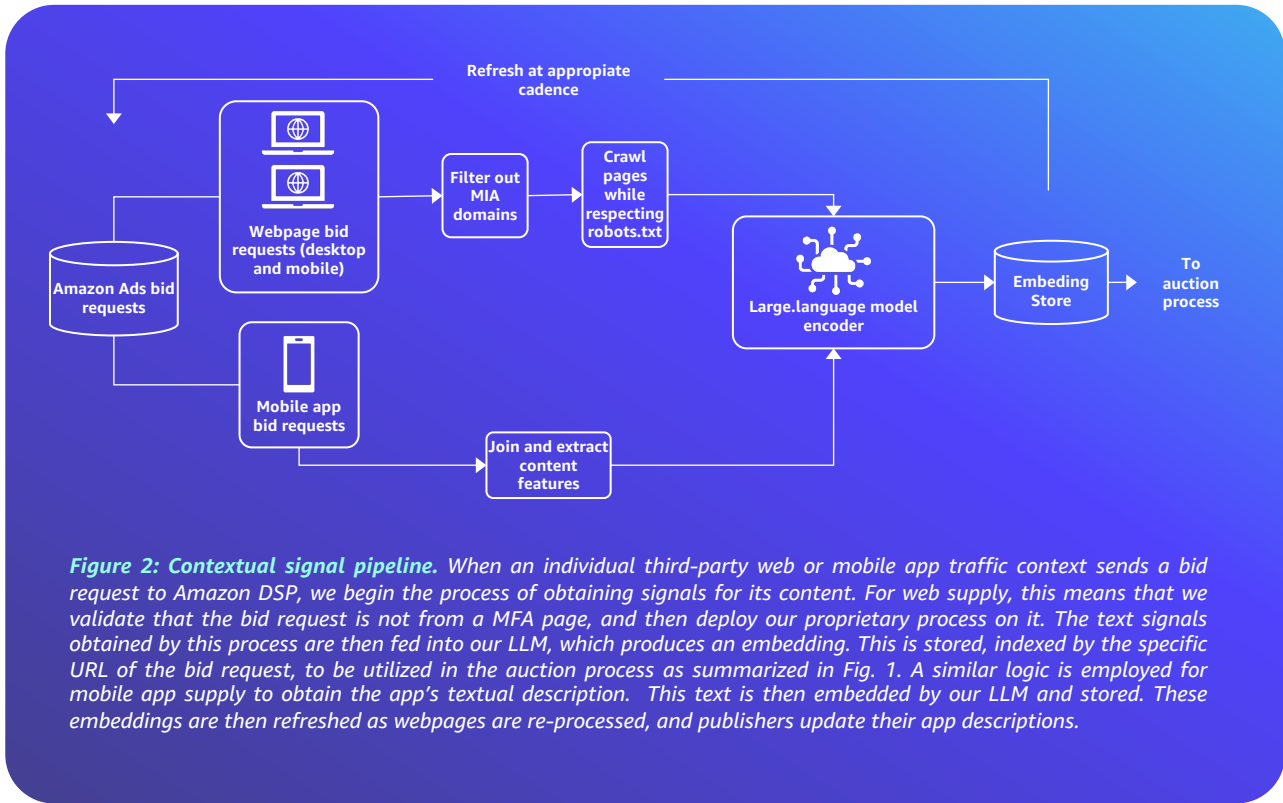 Refresh at appropiate
cadence
Webpage bid
requests (desktop
and mobile)
Filter out
MIA
domains
Crawl
pages
while
respecting
robots.txt
Amazon Ads bid
requests
Large.language model
encoder
Embeding
Store
To
auction
process
Mobile app
bid requests
Join and extract
content
features
Figure 2: Contextual signal pipeline. When an individual third-party web or mobile app traffic context sends a bid
request to Amazon DSP, we begin the process of obtaining signals for its content. For web supply, this means that we
validate that the bid request is not from a MFA page, and then deploy our proprietary process on it. The text signals
obtained by this process are then fed into our LLM, which produces an embedding. This is stored, indexed by the specific
URL of the bid request, to be utilized in the auction process as summarized in Fig. 1. A similar logic is employed for
mobile app supply to obtain the app's textual description. This text is then embedded by our LLM and stored. These
embeddings are then refreshed as webpages are re-processed, and publishers update their app descriptions.